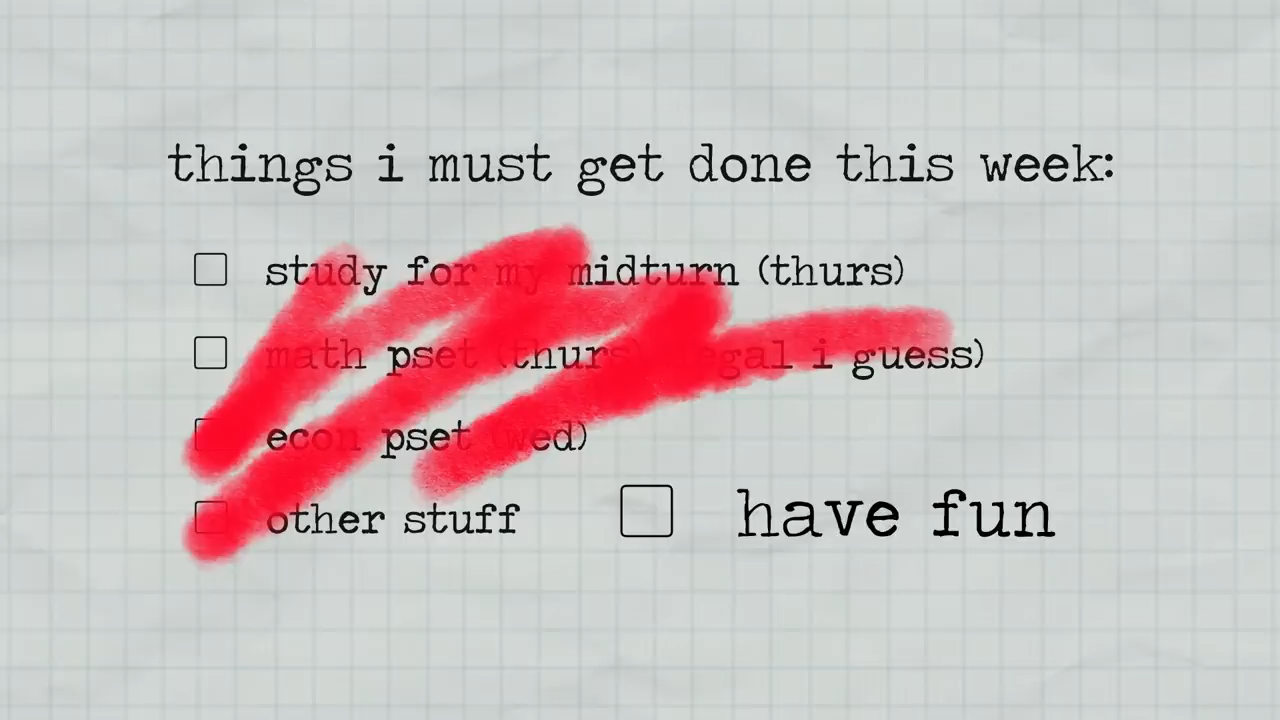 things i must get done this week:
study for my midturn (thurs)
math pset (thurs) i guess)
econ pset (wed)
other stuff
have fun